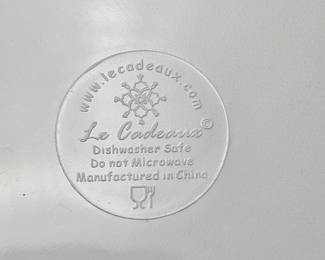 www.lecadeaux.com
Le Cadeaux©
Dishwasher Safe
Do not Microwave
Manufactured in China